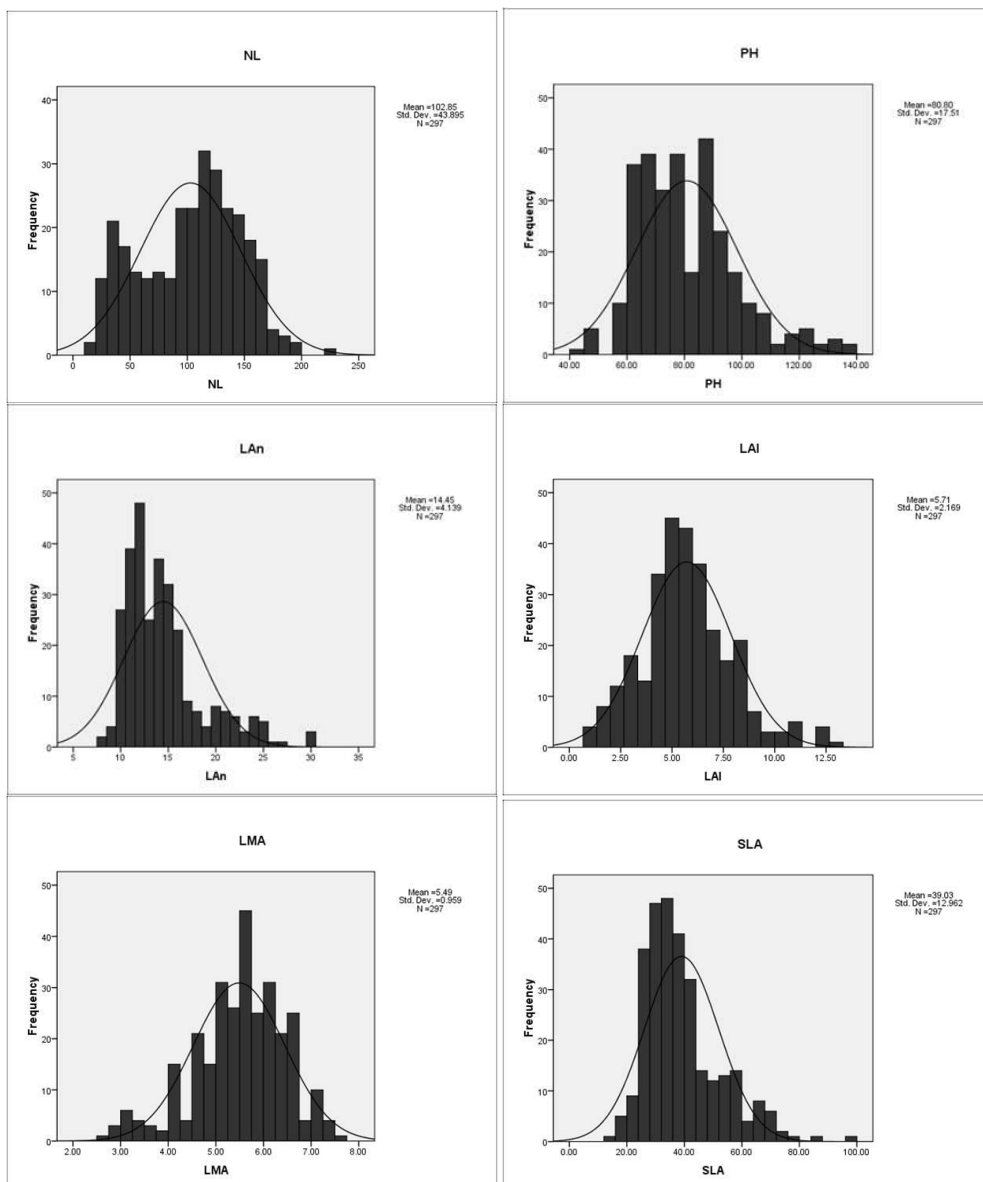 NL
Mean =102.85
Std. Dev. =43.895
N =297
Frequency
40
30
20
10
0
0 50 100 150 200 250
NL
PH
Mean =80.80
Std. Dev. =17.51
N =297
Frequency
50
40
30
20
10
0
40.00 60.00 80.00 100.00 120.00 140.00
PH
LAn
Mean =14.45
Std. Dev. =4.139
N =297
Frequency
50
40
30
20
10
0
5 10 15 20 25 30 35
LAn
LAI
Mean =5.71
Std. Dev. =2.169
N =297
Frequency
50
40
30
20
10
0
0.00 2.50 5.00 7.50 10.00 12.50
LAI
LMA
Mean =5.49
Std. Dev. =0.959
N =297
Frequency
50
40
30
20
10
0
2.00 3.00 4.00 5.00 6.00 7.00 8.00
LMA
SLA
Mean =39.03
Std. Dev. =12.962
N =297
Frequency
50
40
30
20
10
0
0.00 20.00 40.00 60.00 80.00 100.00
SLA